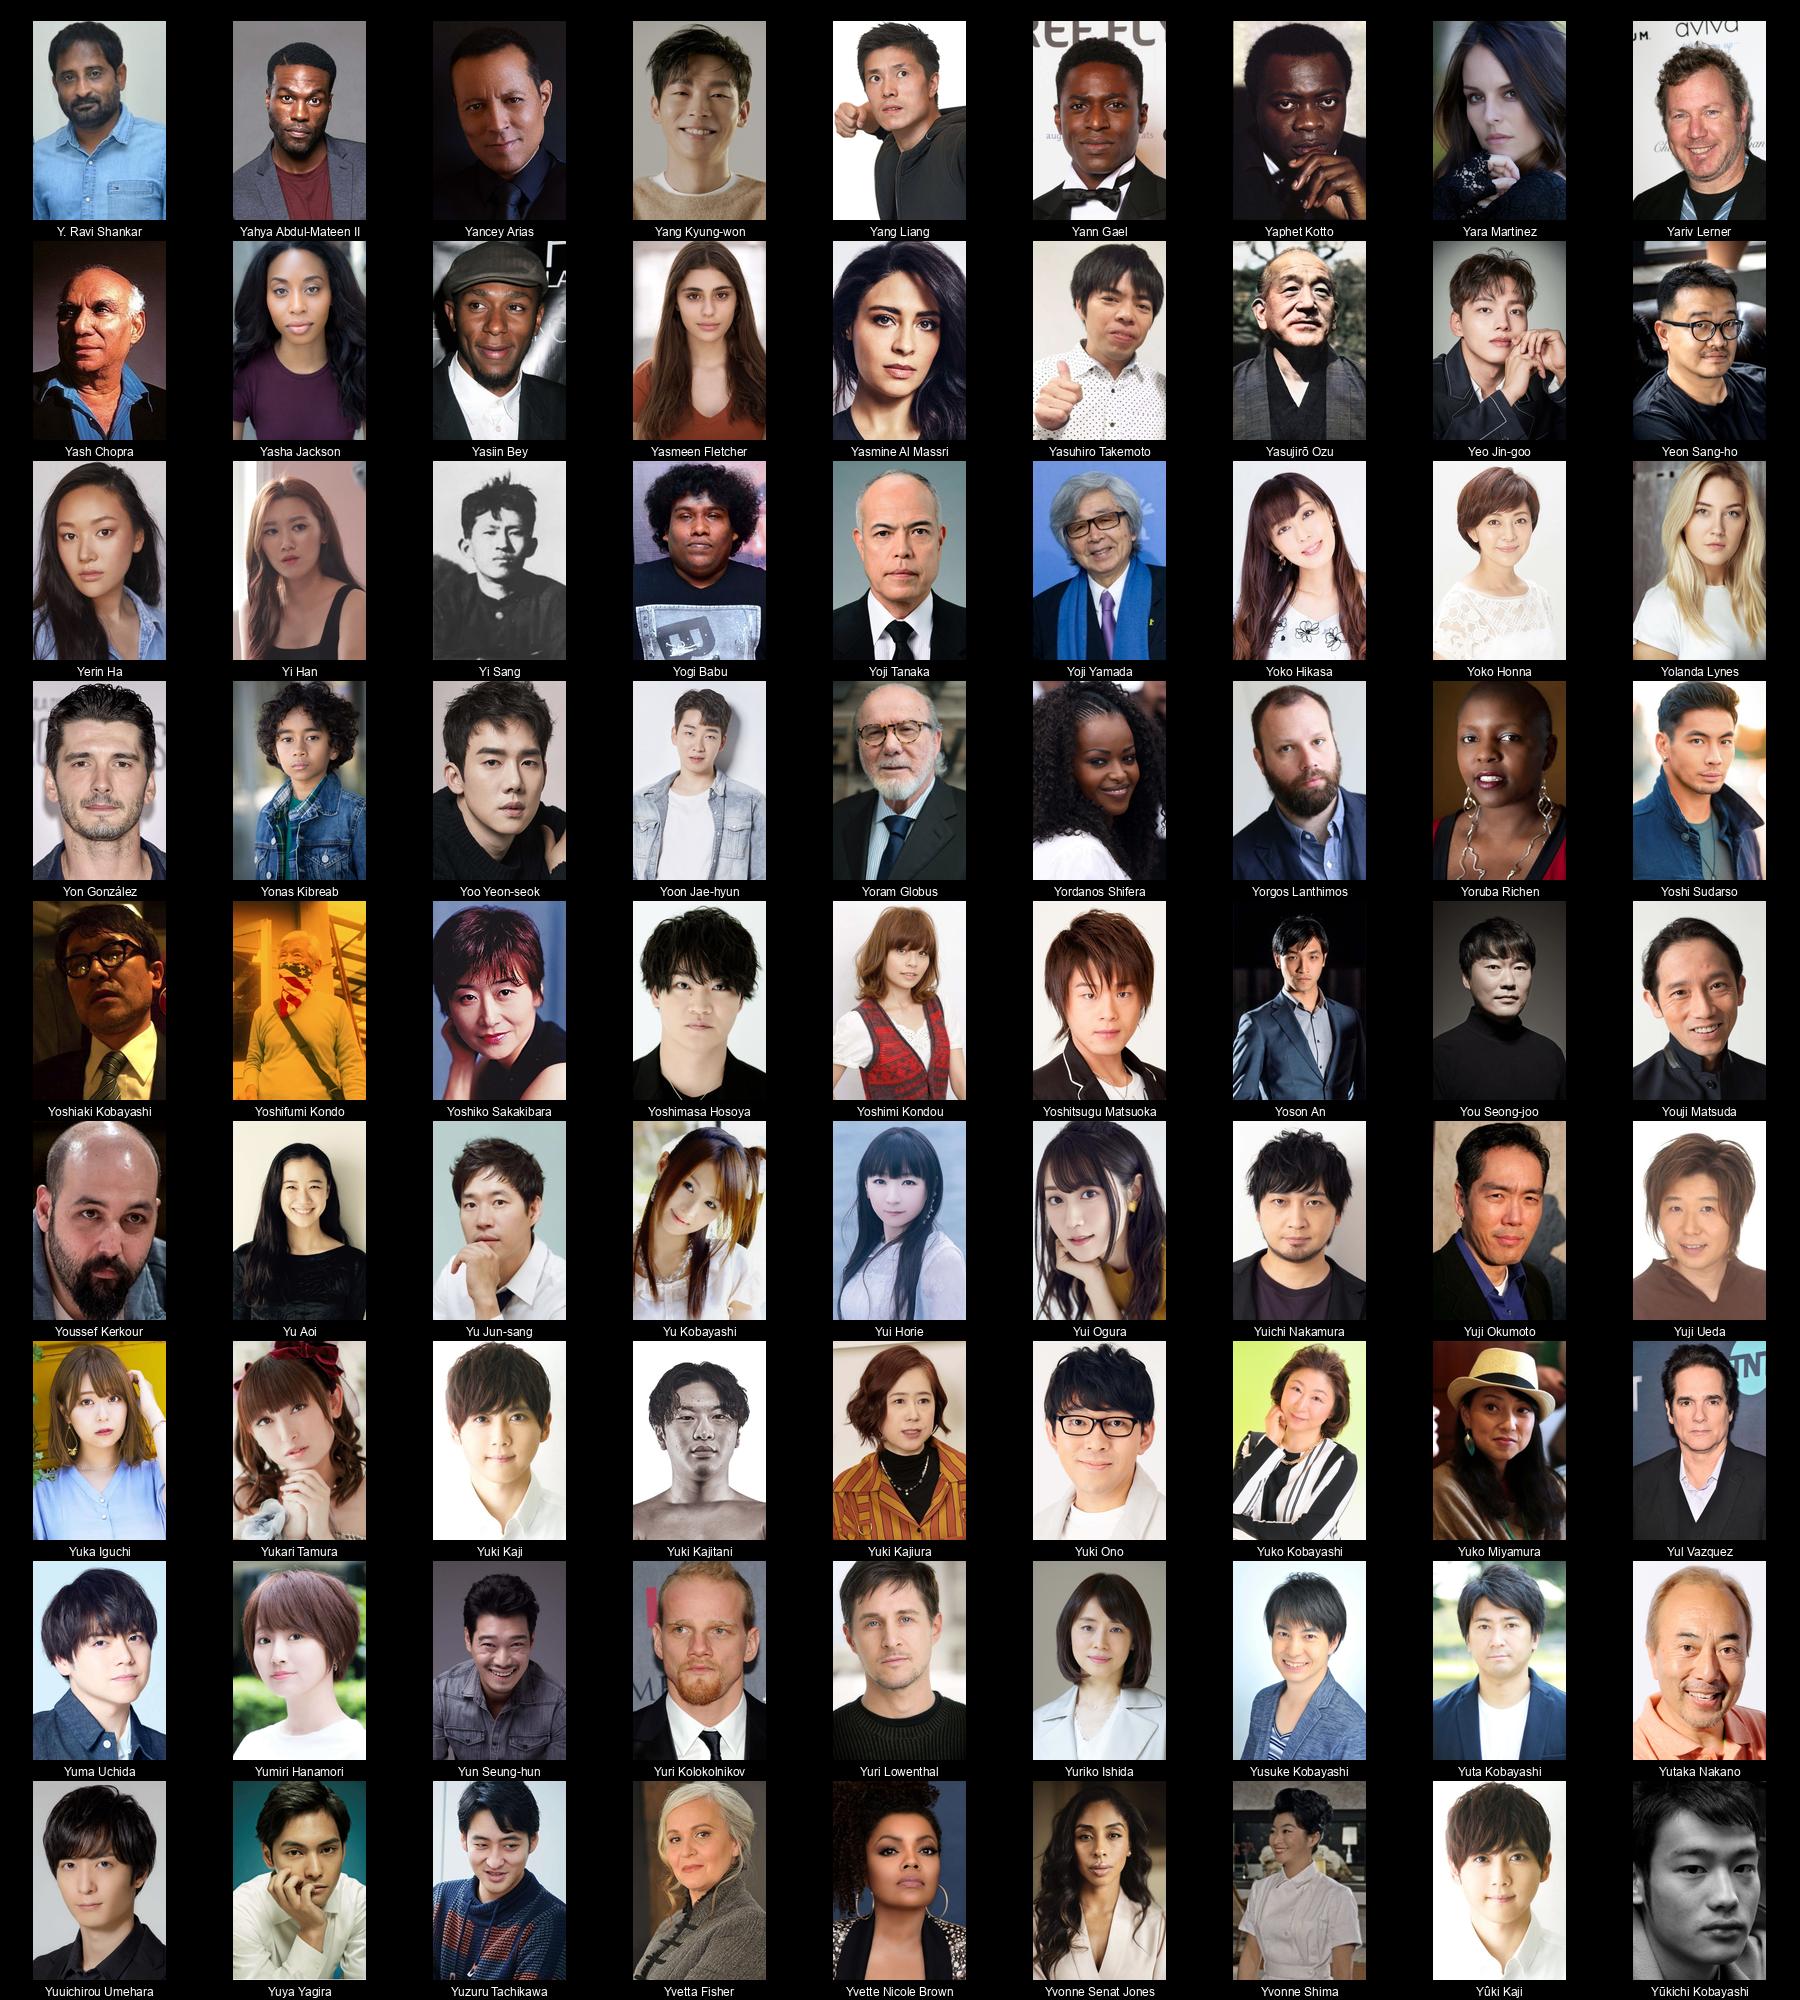 REE FLY
UM
aviva
aug
ats
Y. Ravi Shankar
Yahya Abdul-Mateen II
Yancey Arias
Yang Kyung-won
Yang Liang
Yann Gael
Yaphet Kotto
Yara Martinez
Yariv Lerner
Yash Chopra
Yasha Jackson
Yasiin Bey
Yasmeen Fletcher
Yasmine Al Massri
Yasuhiro Takemoto
Yasujirō Ozu
Yeo Jin-goo
Yeon Sang-ho
Yerin Ha
Yi Han
Yi Sang
Yogi Babu
Yoji Tanaka
Yoji Yamada
Yoko Hikasa
Yoko Honna
Yolanda Lynes
Yon González
Yonas Kibreab
Yoo Yeon-seok
Yoon Jae-hyun
Yoram Globus
Yordanos Shifera
Yorgos Lanthimos
Yoruba Richen
Yoshi Sudarso
Yoshiaki Kobayashi
Yoshifumi Kondo
Yoshiko Sakakibara
Yoshimasa Hosoya
Yoshimi Kondou
Yoshitsugu Matsuoka
Yoson An
You Seong-joo
Youji Matsuda
Youssef Kerkour
Yu Aoi
Yu Jun-sang
Yu Kobayashi
Yui Horie
Yui Ogura
Yuichi Nakamura
Yuji Okumoto
Yuji Ueda
TNT
Yuka Iguchi
Yukari Tamura
Yuki Kaji
Yuki Kajitani
Yuki Kajiura
Yuki Ono
Yuko Kobayashi
Yuko Miyamura
Yul Vazquez
Yuma Uchida
Yumiri Hanamori
Yun Seung-hun
Yuri Kolokolnikov
Yuri Lowenthal
Yuriko Ishida
Yusuke Kobayashi
Yuta Kobayashi
Yutaka Nakano
Yuuichirou Umehara
Yuya Yagira
Yuzuru Tachikawa
Yvetta Fisher
Yvette Nicole Brown
Yvonne Senat Jones
Yvonne Shima
Yûki Kaji
Yūkichi Kobayashi